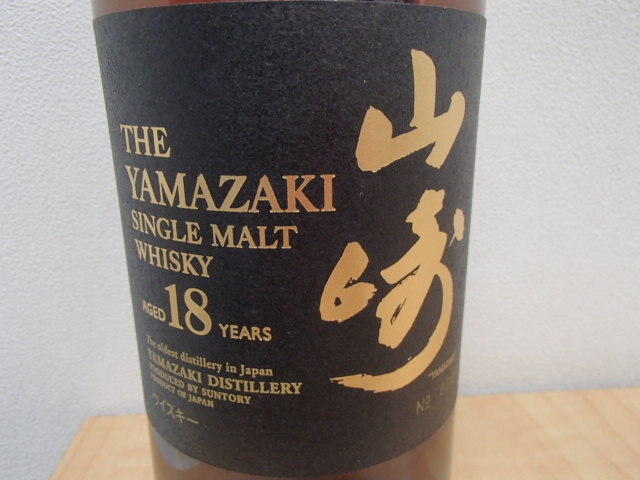 THE
YAMAZAKI
SINGLE MALT
WHISKY
AGED 18 YEARS
The oldest distillery in Japan
YAMAZAKI DISTILLERY
PRODUCED BY SUNTORY
PRODUCT OF JAPAN
ウイスキー
山崎
"YAMAZAKI"
No